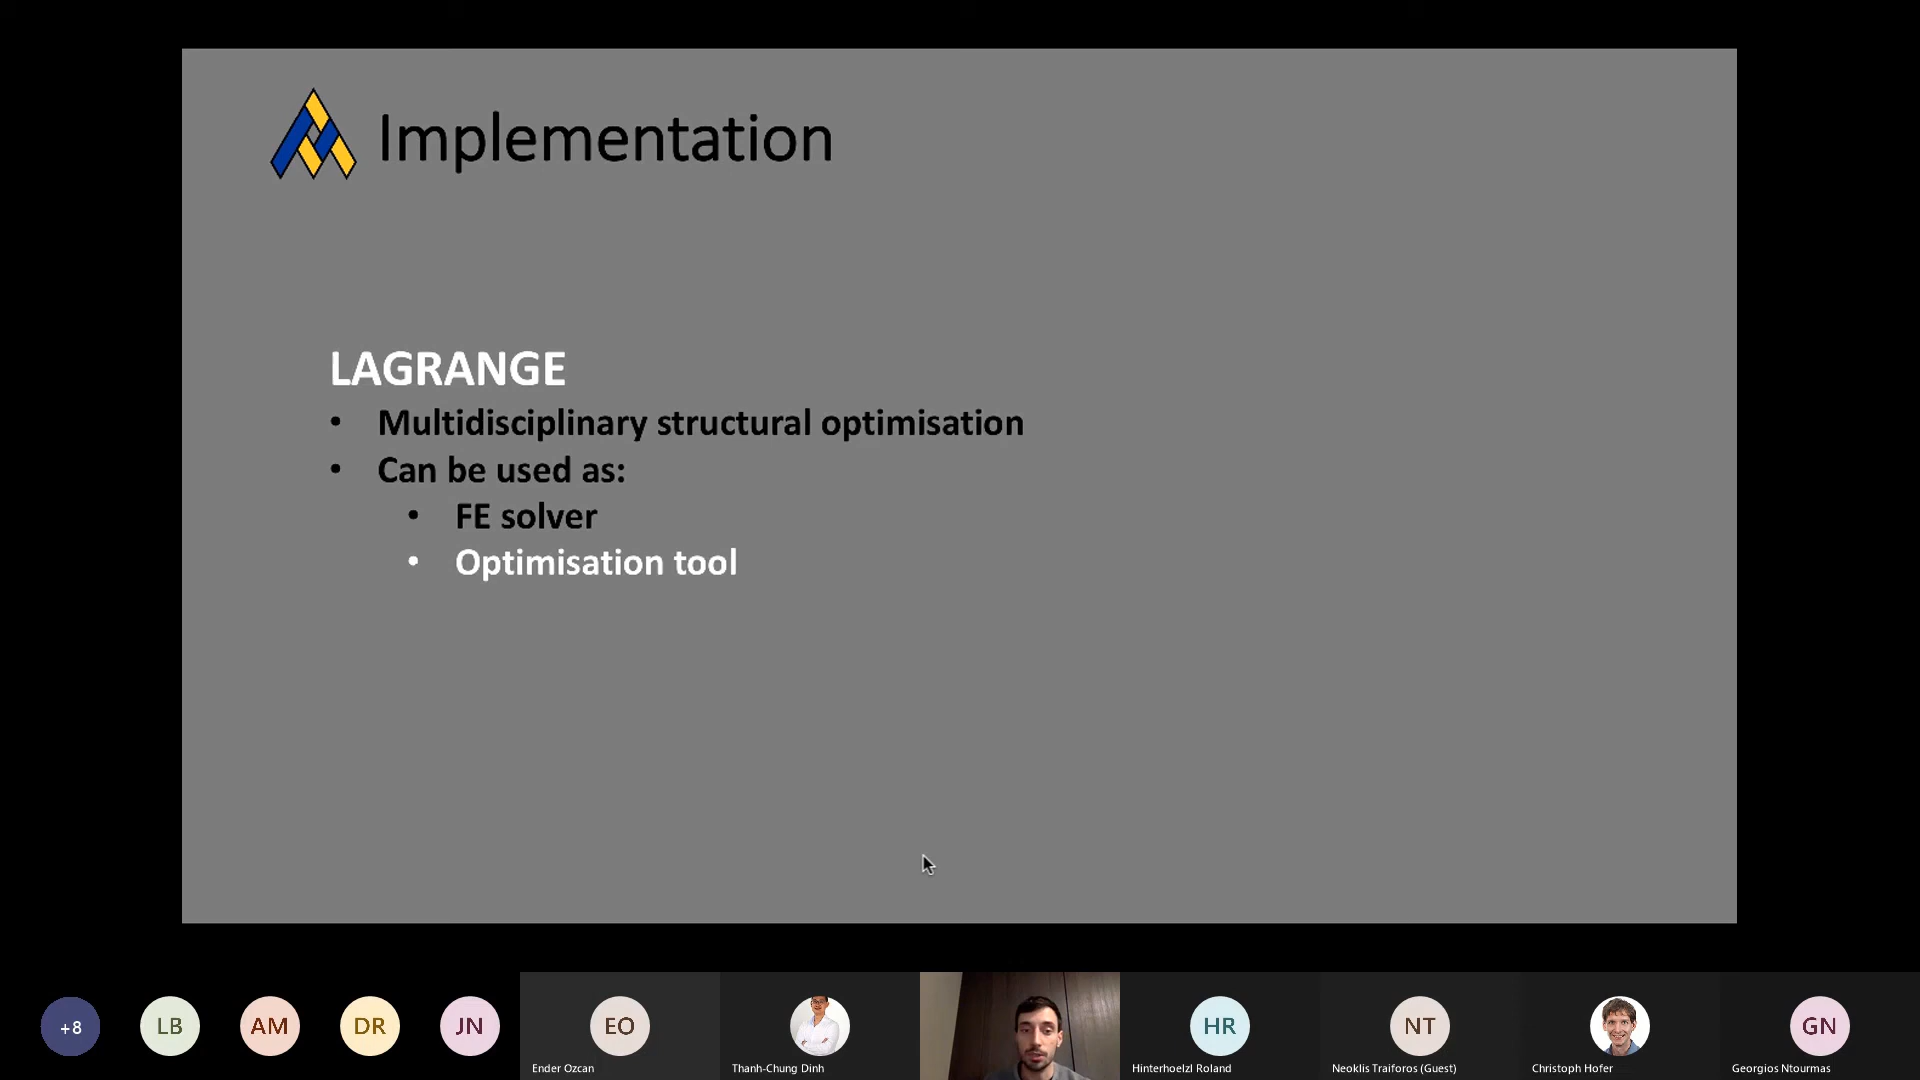 Implementation
LAGRANGE
• Multidisciplinary structural optimisation
• Can be used as:
• FE solver
• Optimisation tool
+8
LB
AM
DR
JN
EO
HR
NT
GN
Ender Ozcan
Thanh-Chung Dinh
Hinterhoelzl Roland
Neoklis Traiforos (Guest)
Christoph Hofer
Georgios Ntourmas